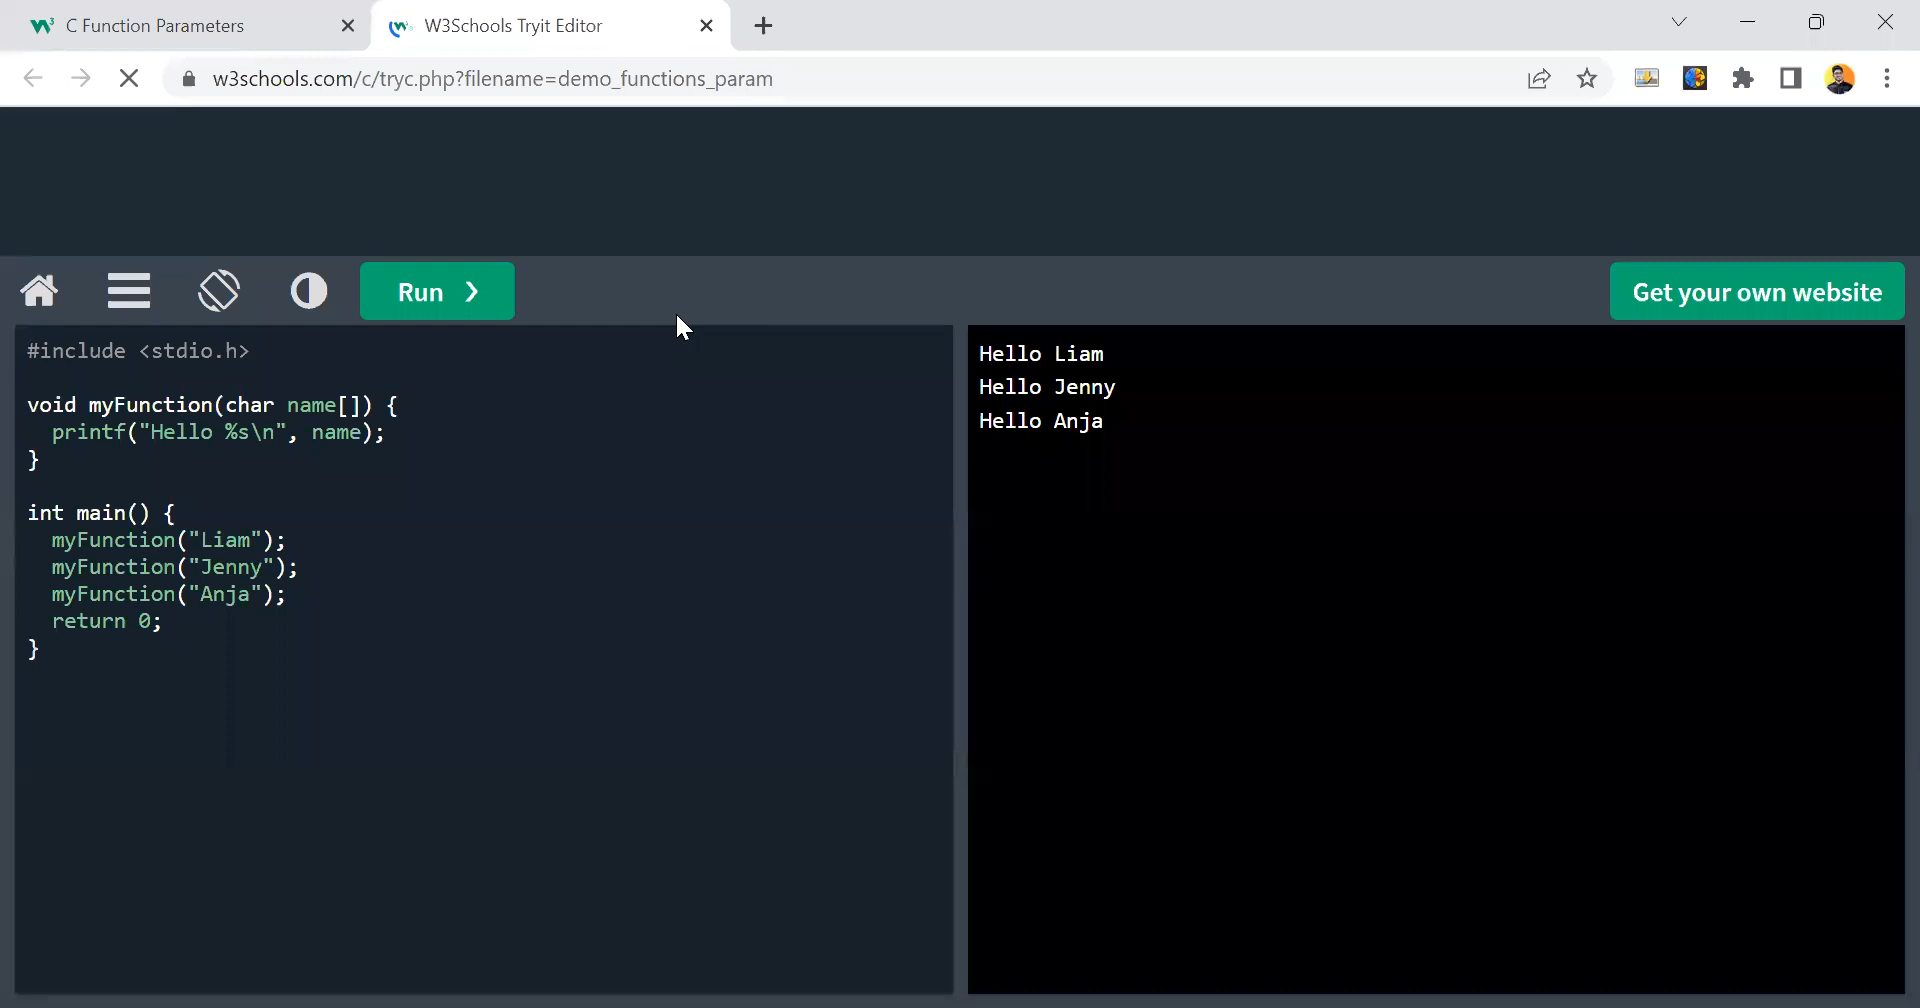 C Function Parameters
W3Schools Tryit Editor
w3schools.com/c/tryc.php?filename=demo_functions_param
Run
Get your own website
#include <stdio.h>
void myFunction(char name[]) {
  printf("Hello %s\n", name);
}
int main() {
  myFunction("Liam");
  myFunction("Jenny");
  myFunction("Anja");
  return 0;
}
Hello Liam
Hello Jenny
Hello Anja